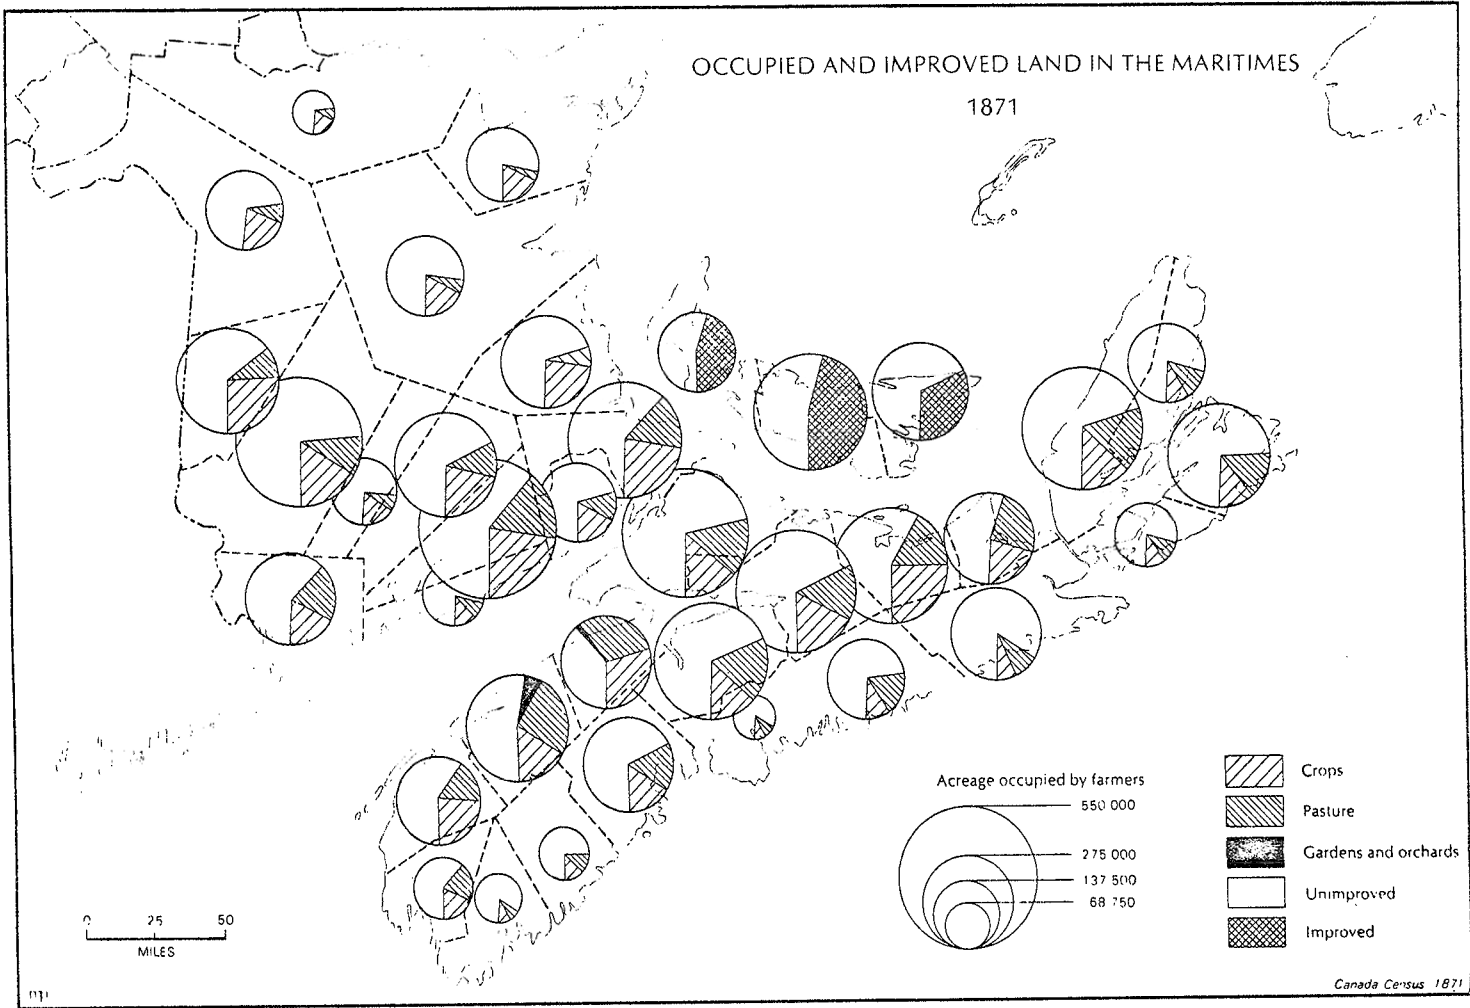 OCCUPIED AND IMPROVED LAND IN THE MARITIMES
1871
Acreage occupied by farmers
550 000
275 000
137 500
68 750
Crops
Pasture
Gardens and orchards
Unimproved
Improved
0 25 50
MILES
Canada Census 1871